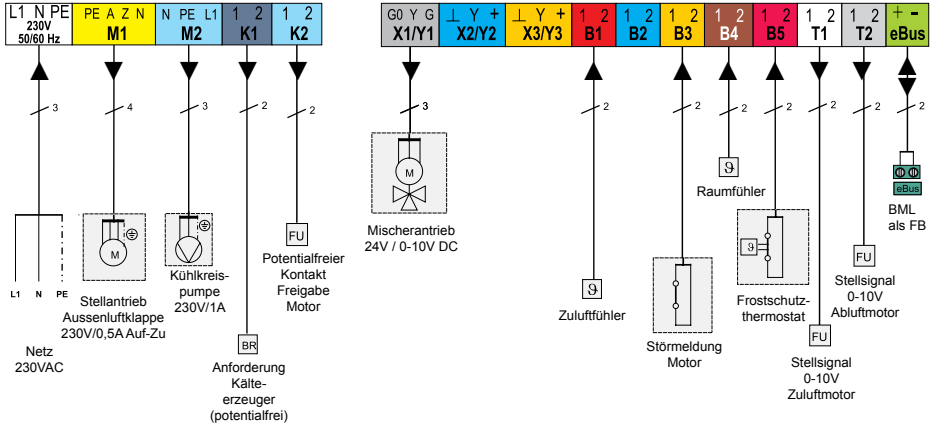 L1 N PE
230V
50/60 Hz
PE A Z N
M1
N PE L1
M2
1 2
K1
1 2
K2
G0 Y G
X1/Y1
⊥ Y +
X2/Y2
⊥ Y +
X3/Y3
1 2
B1
1 2
B2
1 2
B3
1 2
B4
1 2
B5
1 2
T1
1 2
T2
+ -
eBus
3
4
3
2
2
3
2
2
2
2
2
2
2
L1 N PE
Netz
230VAC
M
Stellantrieb
Aussenluftklappe
230V/0,5A Auf-Zu
Kühlkreis-
pumpe
230V/1A
BR
Anforderung
Kälte-
erzeuger
(potentialfrei)
FU
Potentialfreier
Kontakt
Freigabe
Motor
M
Mischerantrieb
24V / 0-10V DC
ϑ
Zuluftfühler
Störmeldung
Motor
ϑ
Raumfühler
ϑ
Frostschutz-
thermostat
FU
Stellsignal
0-10V
Zuluftmotor
FU
Stellsignal
0-10V
Abluftmotor
eBus
BML
als FB